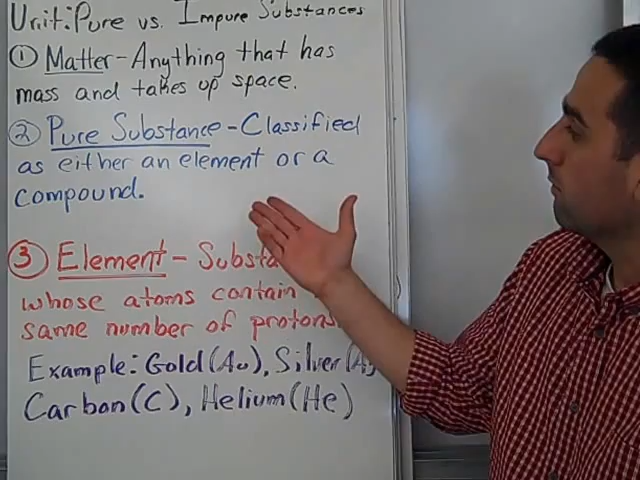 Unit: Pure vs. Impure Substances
① Matter - Anything that has
mass and takes up space.
② Pure Substance - Classified
as either an element or a
compound.
③ Element - Substa
whose atoms contain
same number of protons
Example: Gold (Au), Silver (A
Carbon (C), Helium (He)